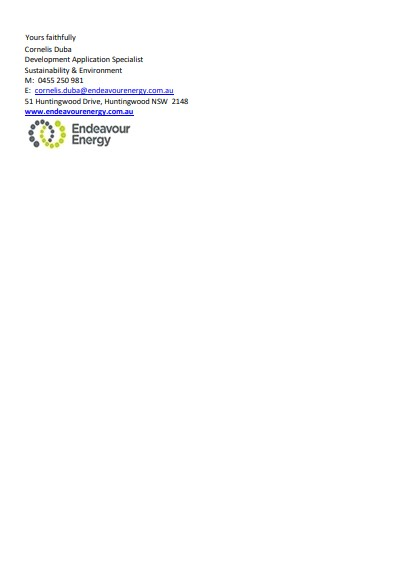 Yours faithfully
Cornelis Duba
Development Application Specialist
Sustainability & Environment
M:  0455 250 981
E:  cornelis.duba@endeavourenergy.com.au
51 Huntingwood Drive, Huntingwood NSW  2148
www.endeavourenergy.com.au
Endeavour
Energy